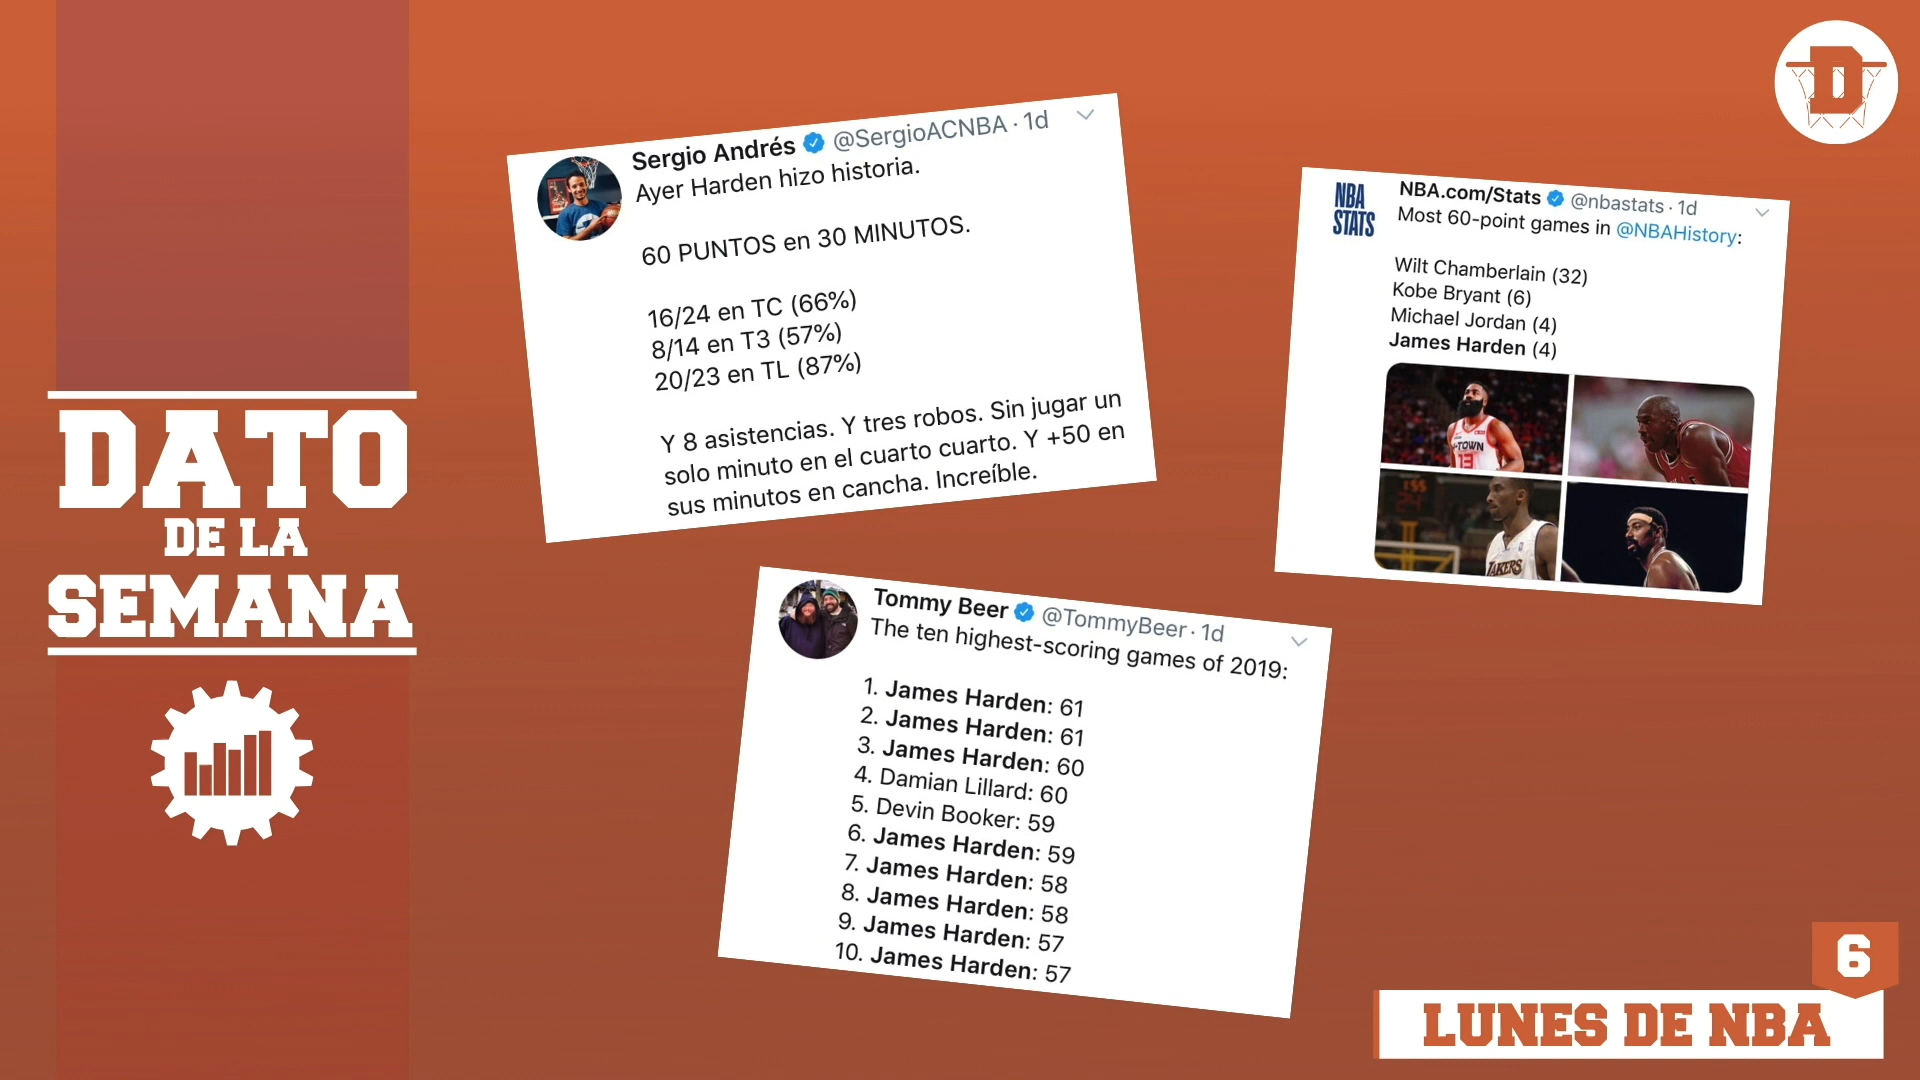 DATO
DE LA
SEMANA
Sergio Andrés @SergioACNBA · 1d
Ayer Harden hizo historia.
60 PUNTOS en 30 MINUTOS.
16/24 en TC (66%)
8/14 en T3 (57%)
20/23 en TL (87%)
Y 8 asistencias. Y tres robos. Sin jugar un
solo minuto en el cuarto cuarto. Y +50 en
sus minutos en cancha. Increíble.
NBA
STATS
NBA.com/Stats @nbastats · 1d
Most 60-point games in @NBAHistory:
Wilt Chamberlain (32)
Kobe Bryant (6)
Michael Jordan (4)
James Harden (4)
H-TOWN
13
LAKERS
Tommy Beer @TommyBeer · 1d
The ten highest-scoring games of 2019:
1. James Harden: 61
2. James Harden: 61
3. James Harden: 60
4. Damian Lillard: 60
5. Devin Booker: 59
6. James Harden: 59
7. James Harden: 58
8. James Harden: 58
9. James Harden: 57
10. James Harden: 57
D
6
LUNES DE NBA